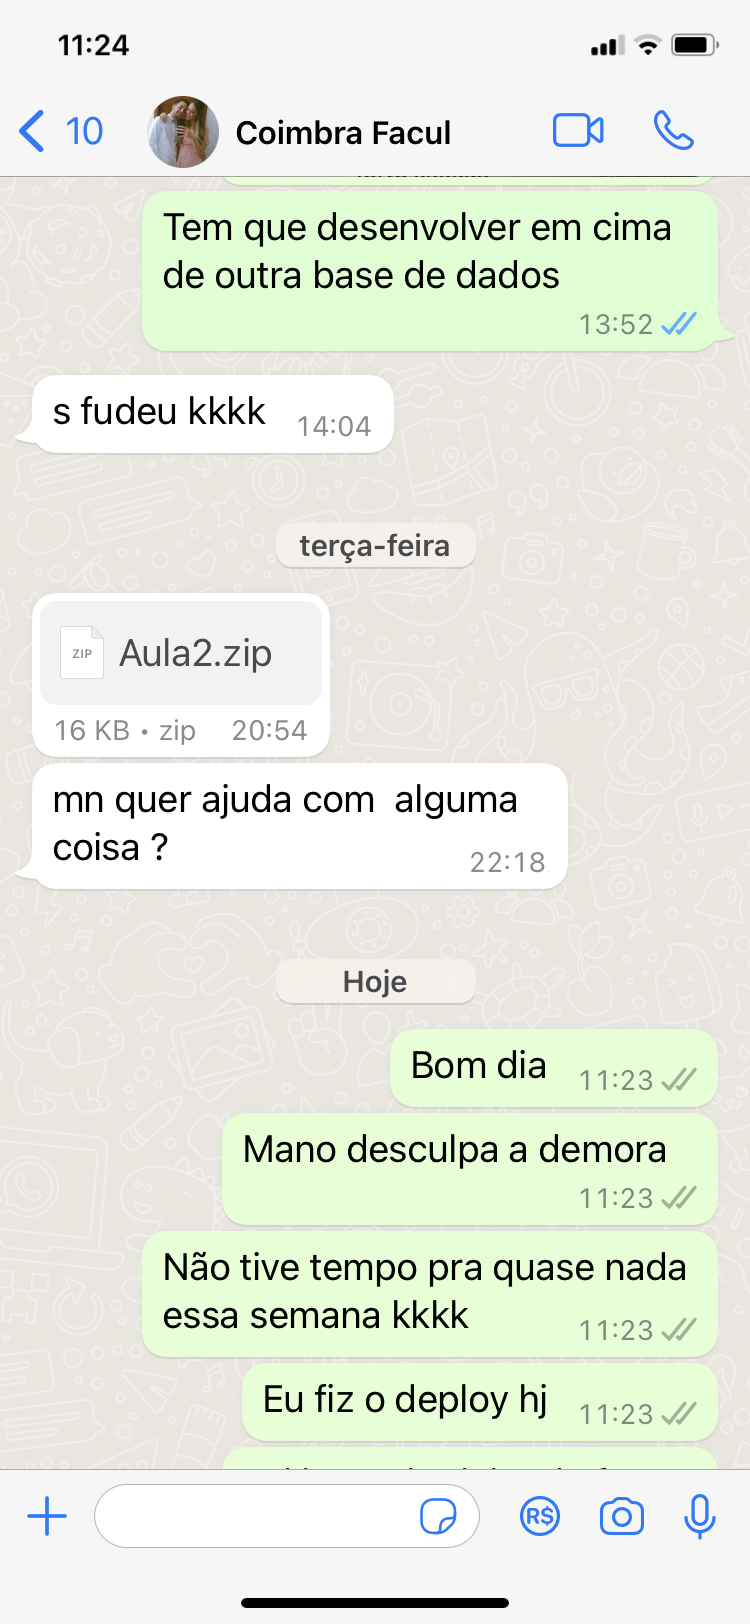 11:24
10
Coimbra Facul
Tem que desenvolver em cima
de outra base de dados
13:52
s fudeu kkkk
14:04
terça-feira
ZIP
Aula2.zip
16 KB • zip
20:54
mn quer ajuda com  alguma
coisa ?
22:18
Hoje
Bom dia
11:23
Mano desculpa a demora
11:23
Não tive tempo pra quase nada
essa semana kkkk
11:23
Eu fiz o deploy hj
11:23
R$